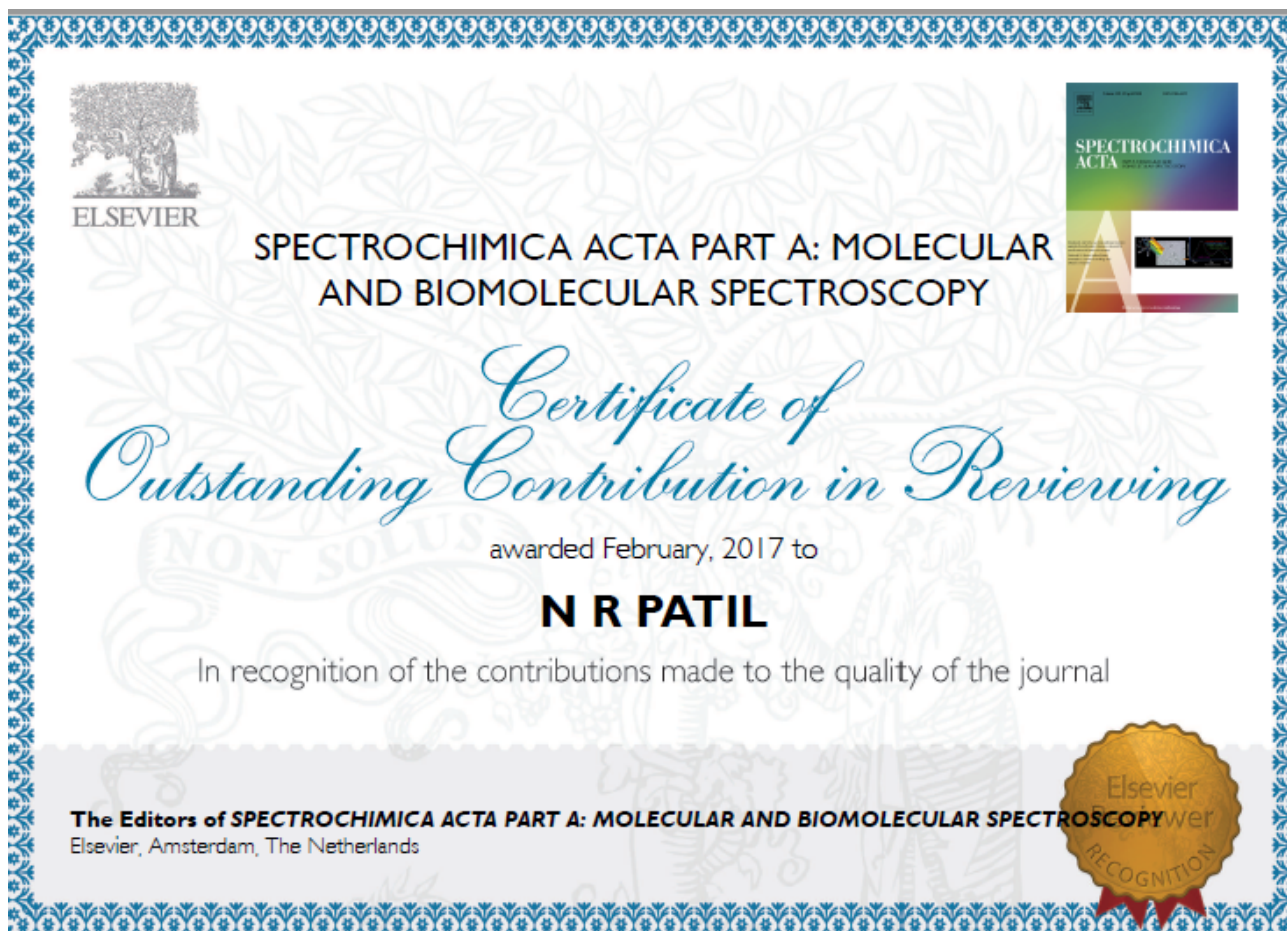 ELSEVIER
SPECTROCHIMICA
ACTA
A
SPECTROCHIMICA ACTA PART A: MOLECULAR
AND BIOMOLECULAR SPECTROSCOPY
Certificate of
Outstanding Contribution in Reviewing
NON SOLUS
awarded February, 2017 to
N R PATIL
In recognition of the contributions made to the quality of the journal
The Editors of SPECTROCHIMICA ACTA PART A: MOLECULAR AND BIOMOLECULAR SPECTROSCOPY
Elsevier, Amsterdam, The Netherlands
Elsevier
Reviewer
RECOGNITION